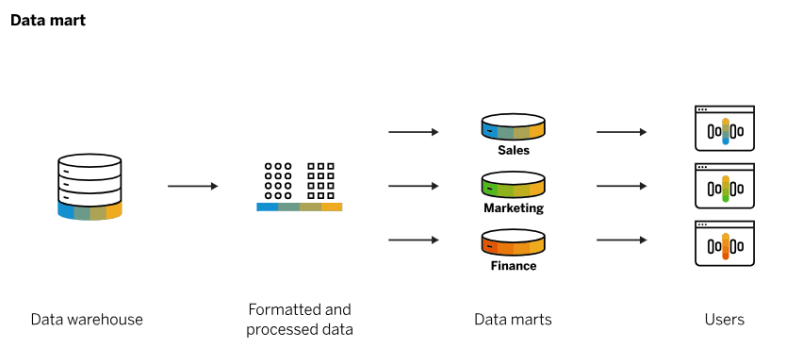 Data mart
Sales
Marketing
Finance
Data warehouse
Formatted and
processed data
Data marts
Users